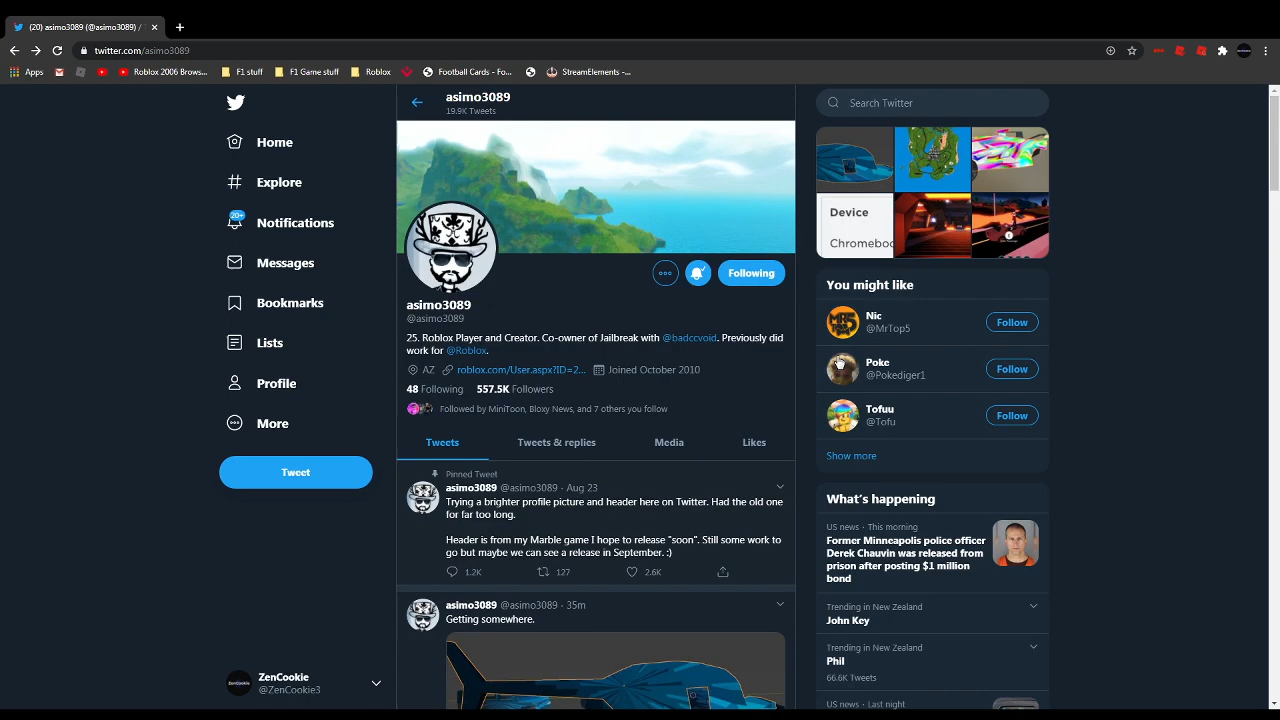 (20) asimo3089 (@asimo3089) / T
twitter.com/asimo3089
Apps
Roblox 2006 Brows...
F1 stuff
F1 Game stuff
Roblox
Football Cards - Fo...
StreamElements -...
asimo3089
19.9K Tweets
Search Twitter
Home
Explore
20+
Notifications
Messages
Bookmarks
Lists
Profile
More
Tweet
ZenCookie
@ZenCookie3
Following
asimo3089
@asimo3089
25. Roblox Player and Creator. Co-owner of Jailbreak with @badccvoid. Previously did
work for @Roblox.
AZ roblox.com/User.aspx?ID=2... Joined October 2010
48 Following 557.5K Followers
Followed by MiniToon, Bloxy News, and 7 others you follow
Tweets Tweets & replies Media Likes
Pinned Tweet
asimo3089 @asimo3089 · Aug 23
Trying a brighter profile picture and header here on Twitter. Had the old one
for far too long.
Header is from my Marble game I hope to release "soon". Still some work to
go but maybe we can see a release in September. :)
1.2K 127 2.6K
asimo3089 @asimo3089 · 35m
Getting somewhere.
Device
Chromeboo
You might like
Nic
@MrTop5
Follow
Poke
@Pokediger1
Follow
Tofuu
@Tofu
Follow
Show more
What's happening
US news · This morning
Former Minneapolis police officer
Derek Chauvin was released from
prison after posting $1 million
bond
Trending in New Zealand
John Key
Trending in New Zealand
Phil
66.6K Tweets
US news · Last night